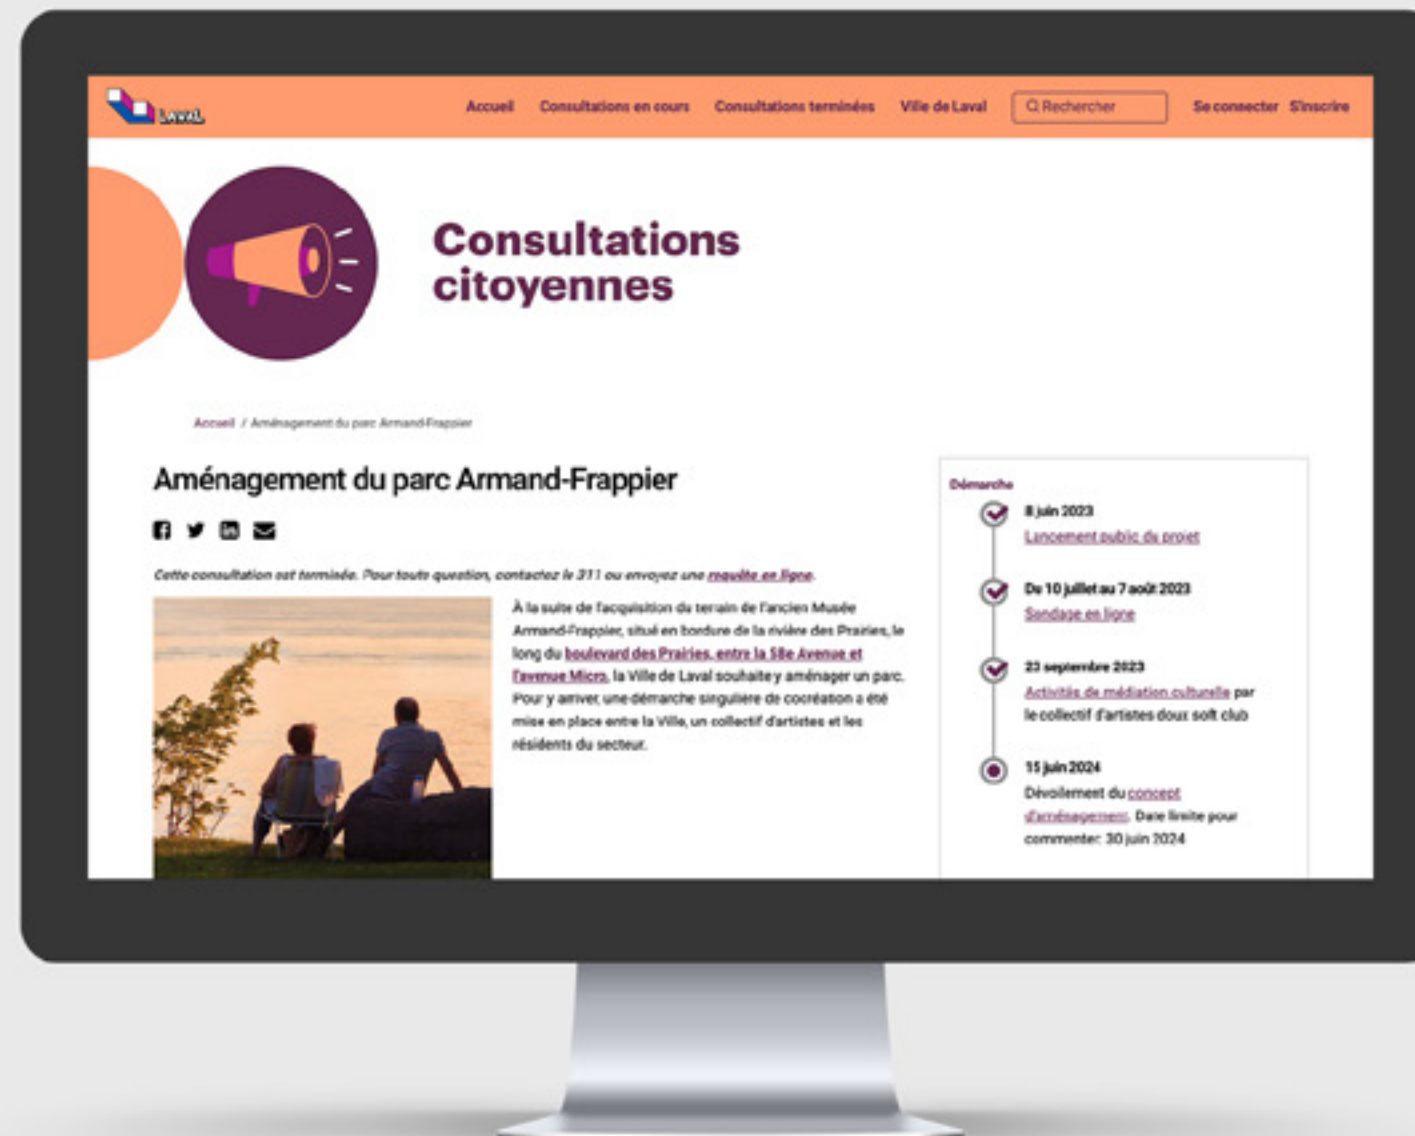 LAVAL
Accueil Consultations en cours Consultations terminées Ville de Laval Rechercher Se connecter S'inscrire
Consultations
citoyennes
Accueil / Aménagement du parc Armand-Frappier
Aménagement du parc Armand-Frappier
Cette consultation est terminée. Pour toute question, contactez le 311 ou envoyez une requête en ligne.
À la suite de l'acquisition du terrain de l'ancien Musée
Armand-Frappier, situé en bordure de la rivière des Prairies, le
long du boulevard des Prairies, entre la 58e Avenue et
l'avenue Micro, la Ville de Laval souhaite y aménager un parc.
Pour y arriver, une démarche singulière de cocréation a été
mise en place entre la Ville, un collectif d'artistes et les
résidents du secteur.
Démarche
8 juin 2023
Lancement public du projet
Du 10 juillet au 7 août 2023
Sondage en ligne
23 septembre 2023
Activités de médiation culturelle par
le collectif d'artistes doux soft club
15 juin 2024
Dévoilement du concept
d'aménagement. Date limite pour
commenter: 30 juin 2024